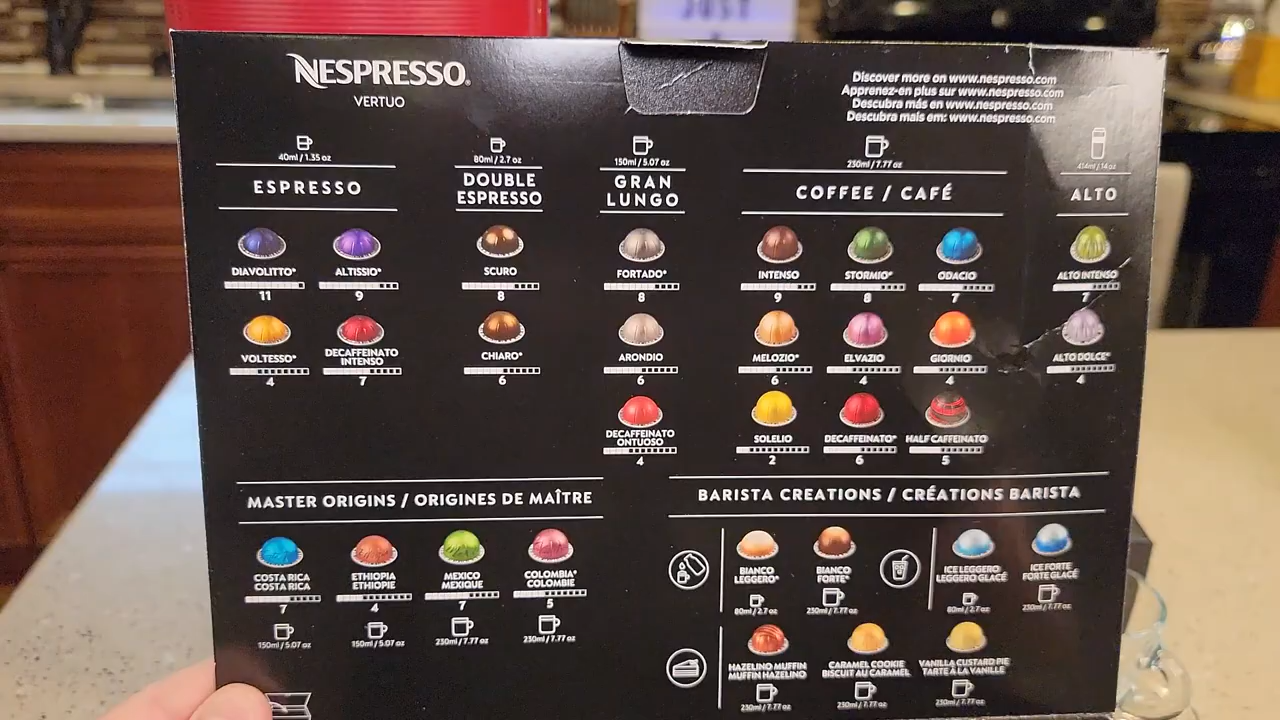 JUST
NESPRESSO®
VERTUO
Discover more on www.nespresso.com
Apprenez-en plus sur www.nespresso.com
Descubra más en www.nespresso.com
Descubra mais em: www.nespresso.com
40ml / 1.35 oz
ESPRESSO
DIAVOLITTO*
11
ALTISSIO*
9
VOLTESSO*
4
DECAFFEINATO
INTENSO
7
80ml / 2.7 oz
DOUBLE
ESPRESSO
SCURO
8
CHIARO*
6
150ml / 5.07 oz
GRAN
LUNGO
FORTADO*
8
ARONDIO
6
DECAFFEINATO
ONTUOSO
4
230ml / 7.77 oz
COFFEE / CAFÉ
INTENSO
9
STORMIO*
8
ODACIO
7
MELOZIO*
6
ELVAZIO
4
GIORNIO
4
SOLELIO
2
DECAFFEINATO*
6
HALF CAFFEINATO
5
414ml / 14 oz
ALTO
ALTO INTENSO
7
ALTO DOLCE*
4
MASTER ORIGINS / ORIGINES DE MAÎTRE
COSTA RICA
COSTA RICA
7
150ml / 5.07 oz
ETHIOPIA
ETHIOPIE
4
150ml / 5.07 oz
MEXICO
MEXIQUE
7
230ml / 7.77 oz
COLOMBIA*
COLOMBIE
5
230ml / 7.77 oz
BARISTA CREATIONS / CRÉATIONS BARISTA
BIANCO
LEGGERO*
80ml / 2.7 oz
BIANCO
FORTE*
230ml / 7.77 oz
ICE LEGGERO
LEGGERO GLACÉ
80ml / 2.7 oz
ICE FORTE
FORTE GLACÉ
230ml / 7.77 oz
HAZELINO MUFFIN
MUFFIN HAZELINO
230ml / 7.77 oz
CARAMEL COOKIE
BISCUIT AU CARAMEL
230ml / 7.77 oz
VANILLA CUSTARD PIE
TARTE À LA VANILLE
230ml / 7.77 oz